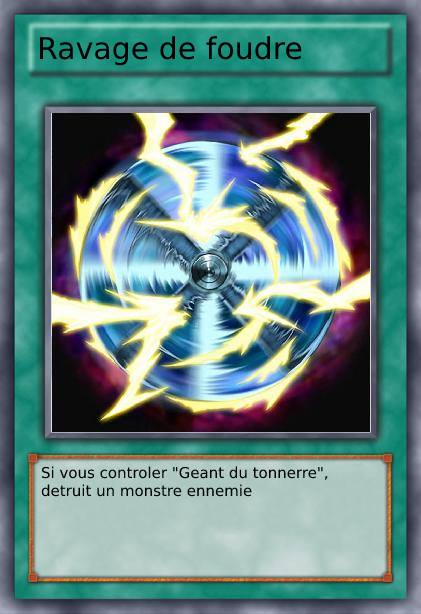 Ravage de foudre
Si vous controler "Geant du tonnerre",
detruit un monstre ennemie